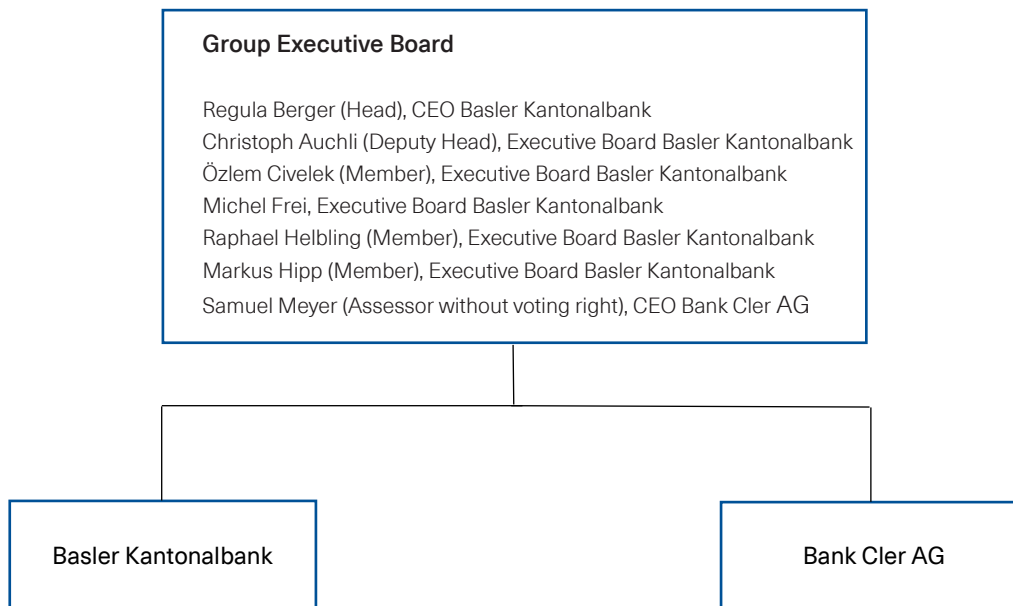 Group Executive Board
Regula Berger (Head), CEO Basler Kantonalbank
Christoph Auchli (Deputy Head), Executive Board Basler Kantonalbank
Özlem Civelek (Member), Executive Board Basler Kantonalbank
Michel Frei, Executive Board Basler Kantonalbank
Raphael Helbling (Member), Executive Board Basler Kantonalbank
Markus Hipp (Member), Executive Board Basler Kantonalbank
Samuel Meyer (Assessor without voting right), CEO Bank Cler AG
Basler Kantonalbank
Bank Cler AG